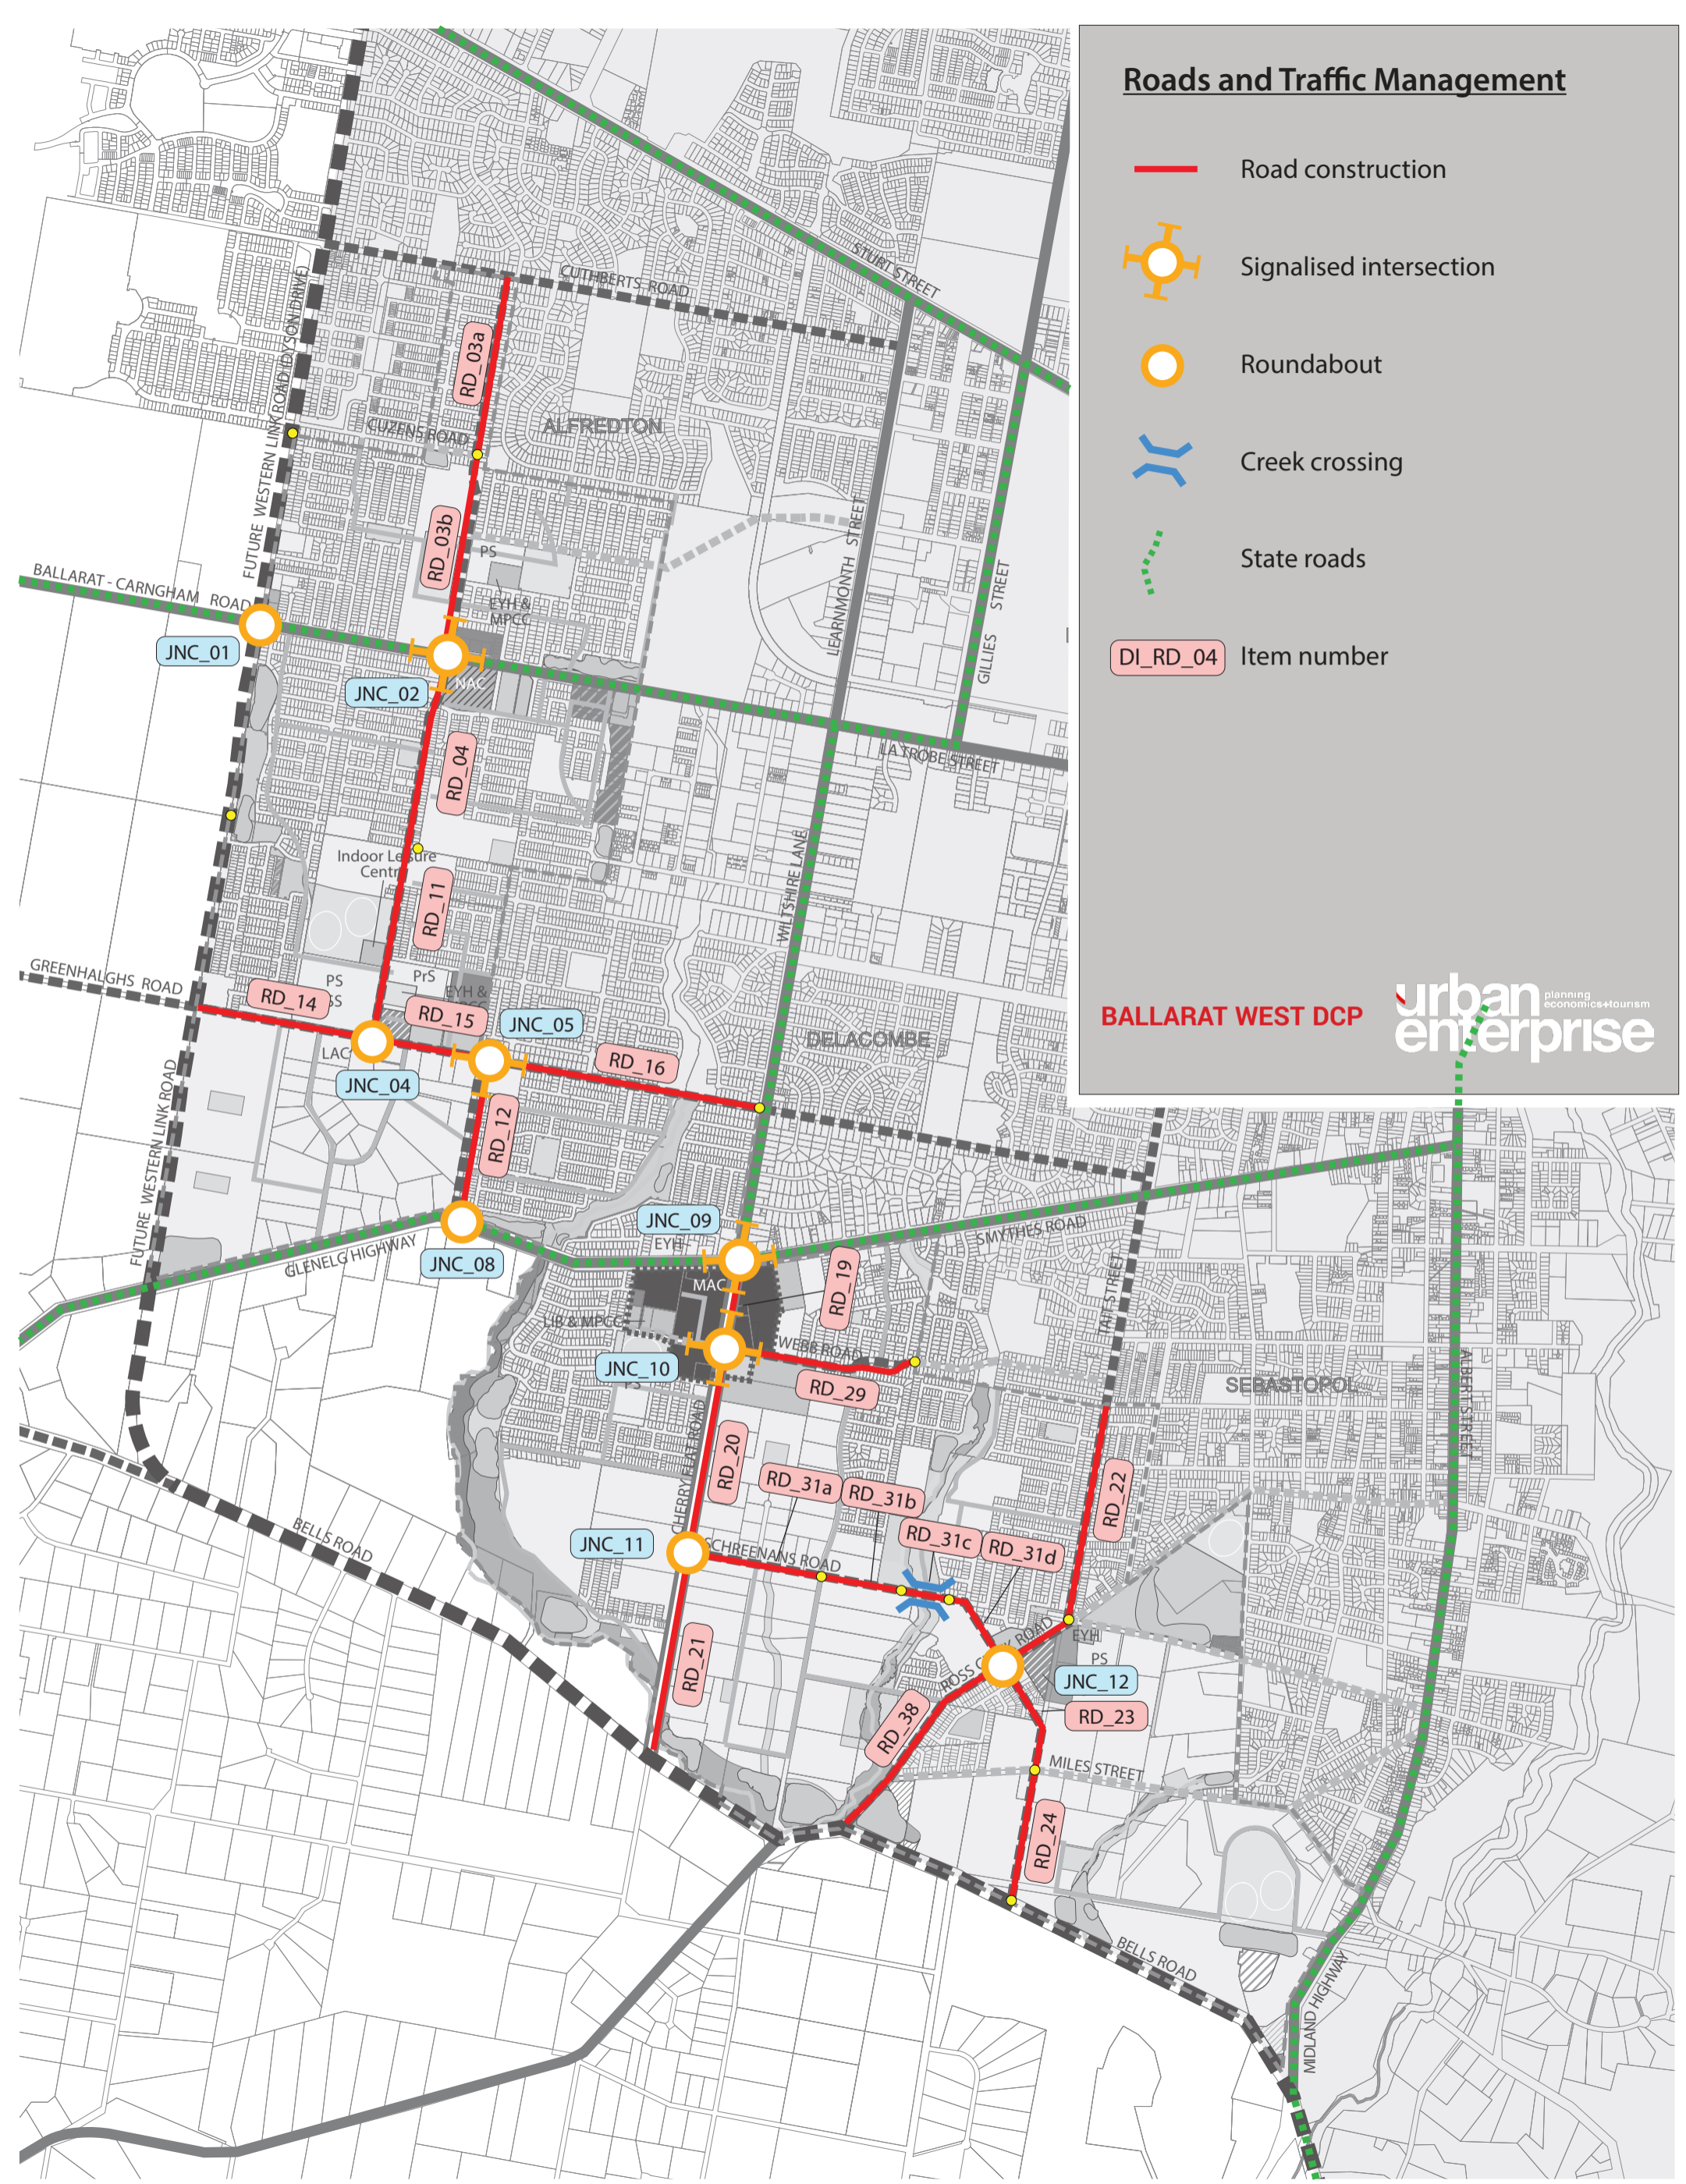 Roads and Traffic Management
Road construction
Signalised intersection
Roundabout
Creek crossing
State roads
DI_RD_04 Item number
BALLARAT WEST DCP
urban enterprise
planning
economics+tourism
STURT STREET
CUTHBERTS ROAD
FUTURE WESTERN LINK ROAD (DYSON DRIVE)
RD_03a
CUZENS ROAD
ALFREDTON
RD_03b
PS
EYH &
MPCC
LEARNMONTH STREET
GILLIES STREET
BALLARAT - CARNGHAM ROAD
JNC_01
JNC_02
NAC
LA TROBE STREET
RD_04
WILTSHIRE LANE
Indoor Leisure
Centre
RD_11
GREENHALGHS ROAD
PS
PrS
EYH &
RD_14
RD_15
JNC_05
LAC
JNC_04
RD_16
DELACOMBE
RD_12
FUTURE WESTERN LINK ROAD
JNC_09
EYH
SMYTHES ROAD
GLENELG HIGHWAY
JNC_08
MAC
RD_19
TAIT STREET
LIB & MPCC
WEBB ROAD
JNC_10
RD_29
SEBASTOPOL
ALBERT STREET
CHERRY FLAT ROAD
RD_20
RD_31a
RD_31b
RD_22
BELLS ROAD
JNC_11
SCHREENANS ROAD
RD_31c
RD_31d
EYH
PS
RD_21
ROSS
ROAD
JNC_12
RD_23
RD_38
MILES STREET
RD_24
BELLS ROAD
MIDLAND HIGHWAY